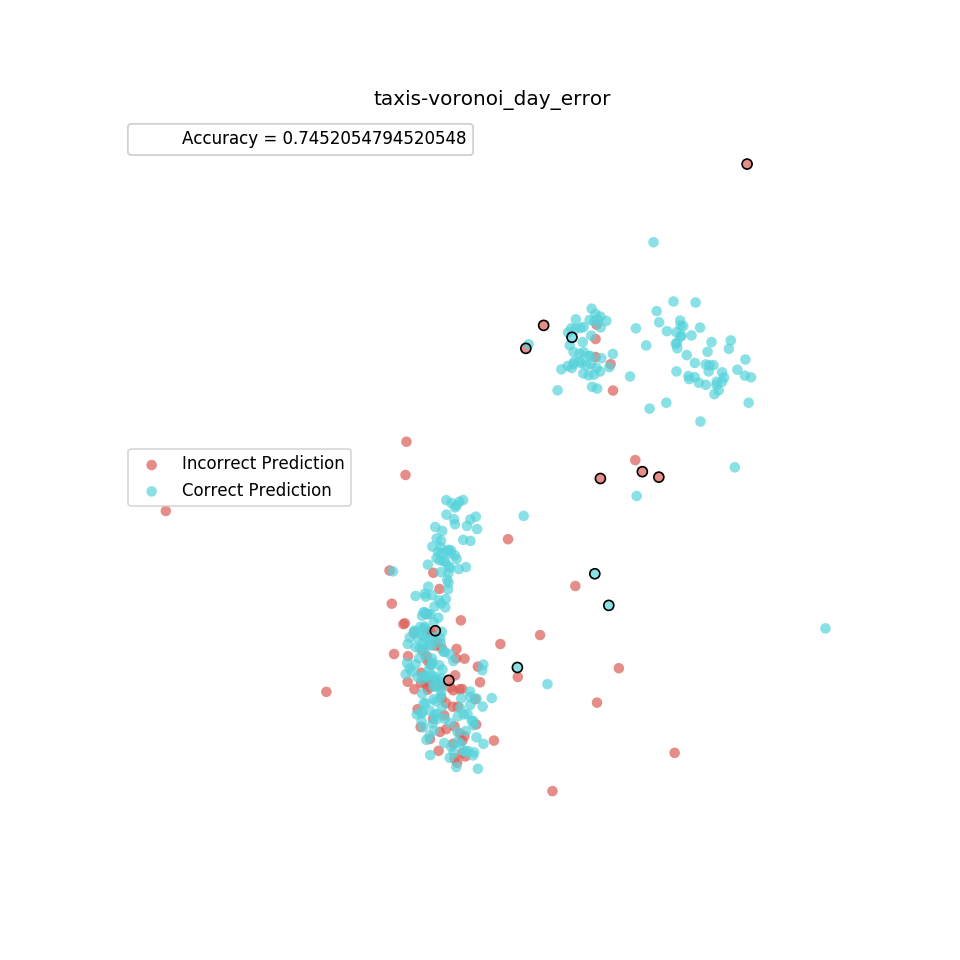 taxis-voronoi_day_error
Accuracy = 0.7452054794520548
Incorrect Prediction
Correct Prediction